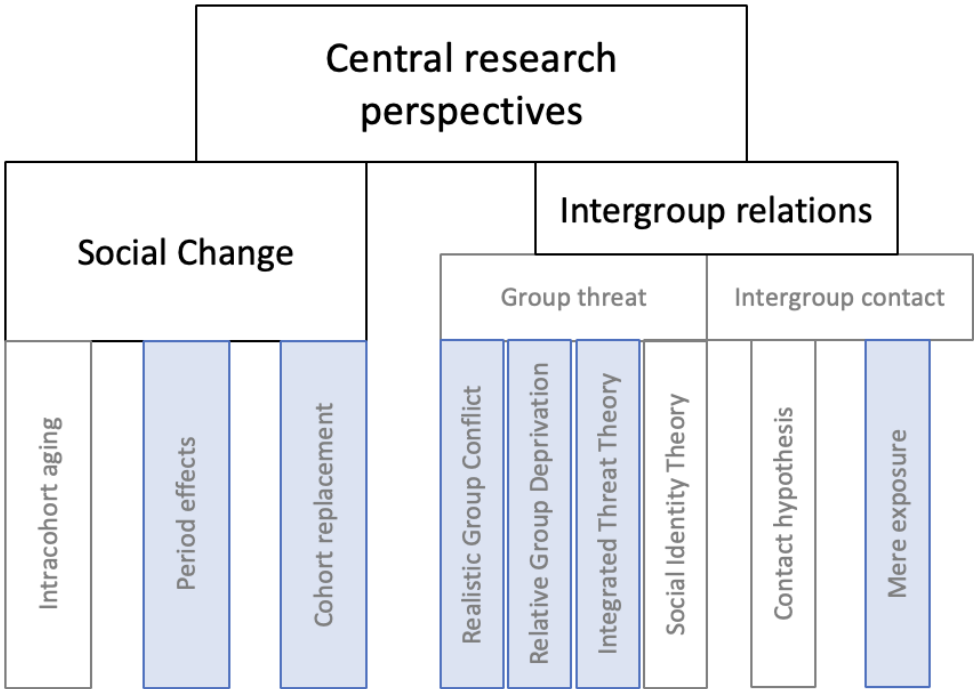 Central research
perspectives
Social Change
Intergroup relations
Group threat
Intergroup contact
Intracohort aging
Period effects
Cohort replacement
Realistic Group Conflict
Relative Group Deprivation
Integrated Threat Theory
Social Identity Theory
Contact hypothesis
Mere exposure